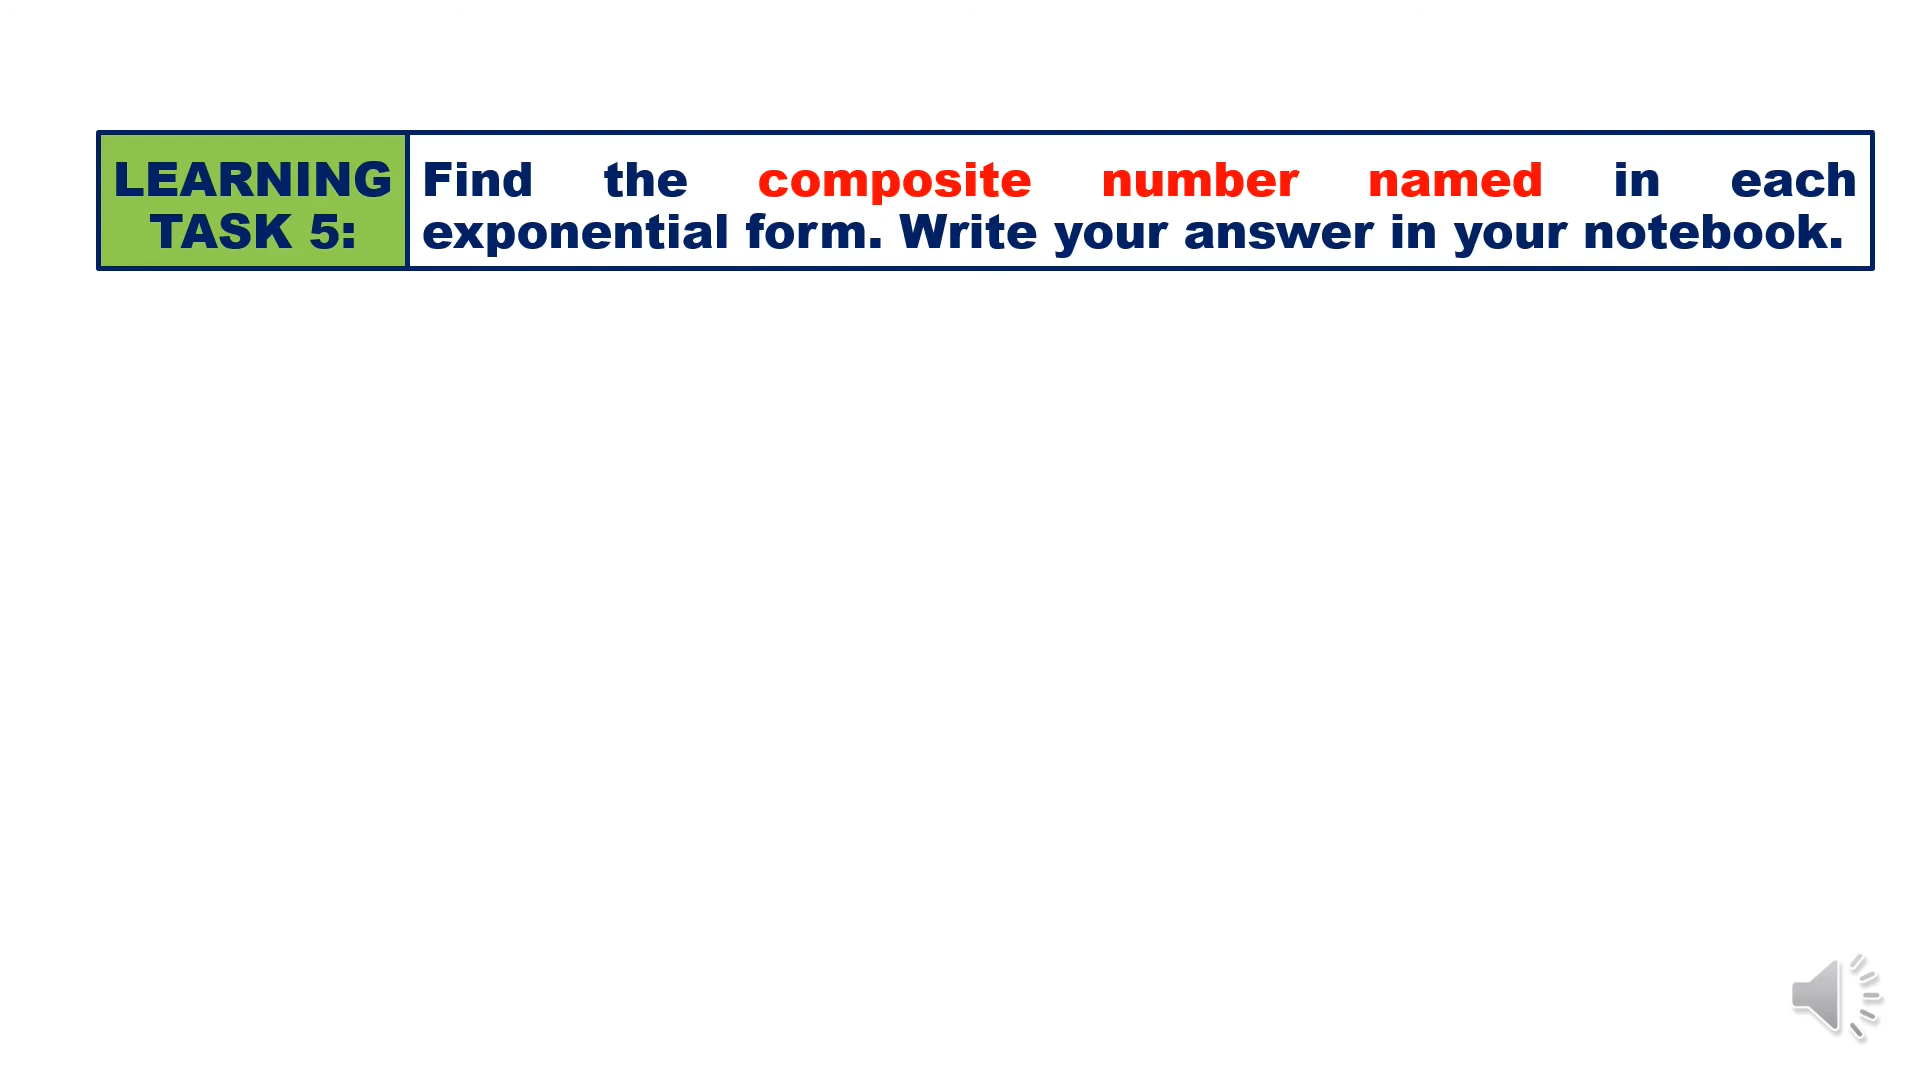 LEARNING
TASK 5:
Find the composite number named in each
exponential form. Write your answer in your notebook.